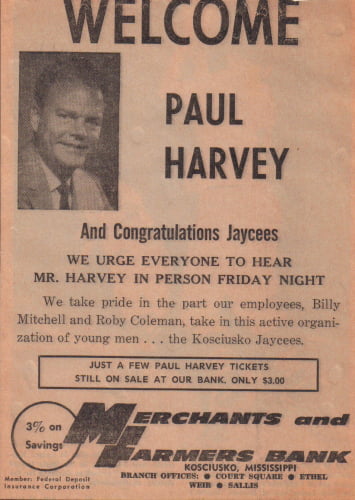 WELCOME
PAUL
HARVEY
And Congratulations Jaycees
WE URGE EVERYONE TO HEAR
MR. HARVEY IN PERSON FRIDAY NIGHT
We take pride in the part our employees, Billy
Mitchell and Roby Coleman, take in this active organi-
zation of young men . . . the Kosciusko Jaycees.
JUST A FEW PAUL HARVEY TICKETS
STILL ON SALE AT OUR BANK. ONLY $3.00
3% on
Savings
MERCHANTS and
FARMERS BANK
KOSCIUSKO, MISSISSIPPI
Member: Federal Deposit
Insurance Corporation
BRANCH OFFICES: ● COURT SQUARE ● ETHEL
WEIR ● SALLIS